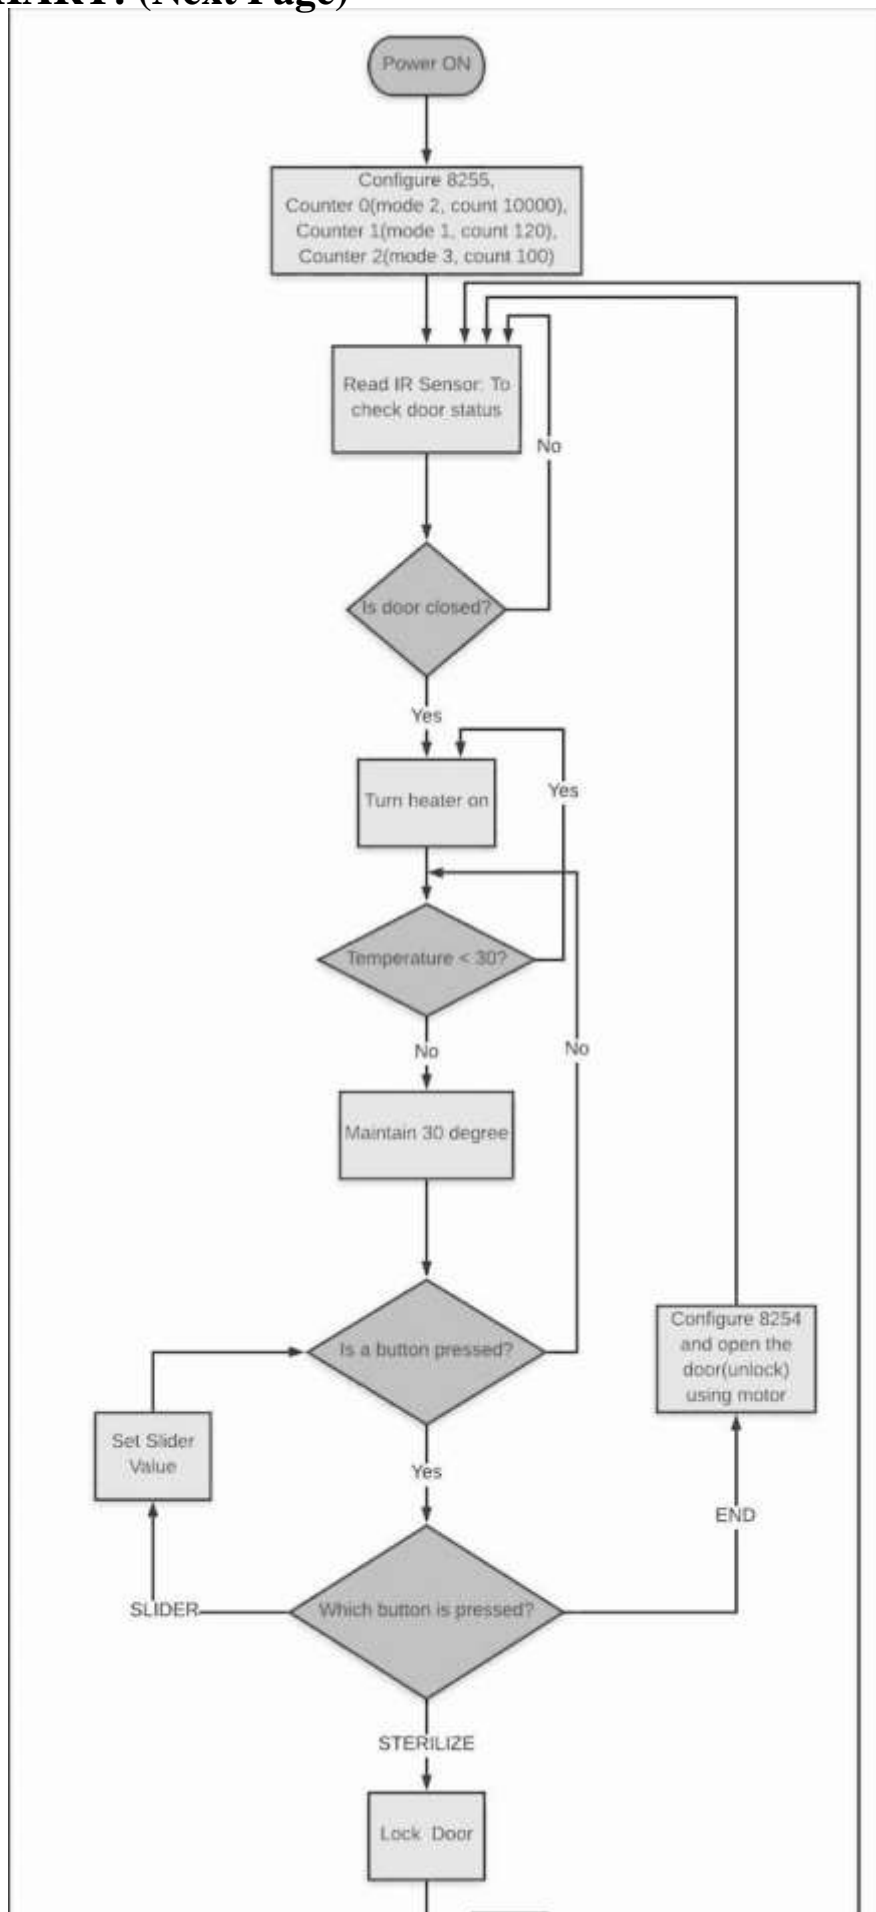 (Next Page)
Power ON
Configure 8255,
Counter 0(mode 2, count 10000),
Counter 1(mode 1, count 120),
Counter 2(mode 3, count 100)
Read IR Sensor: To
check door status
No
Is door closed?
Yes
Turn heater on
Yes
Temperature < 30?
No
No
Maintain 30 degree
Is a button pressed?
Configure 8254
and open the
door(unlock)
using motor
Set Slider
Value
Yes
END
SLIDER
Which button is pressed?
STERILIZE
Lock Door